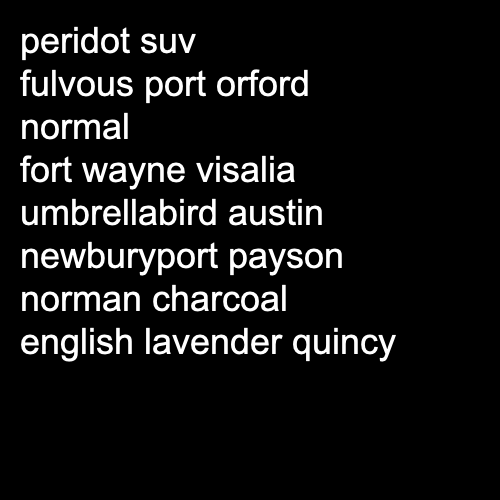 peridot suv
fulvous port orford
normal
fort wayne visalia
umbrellabird austin
newburyport payson
norman charcoal
english lavender quincy